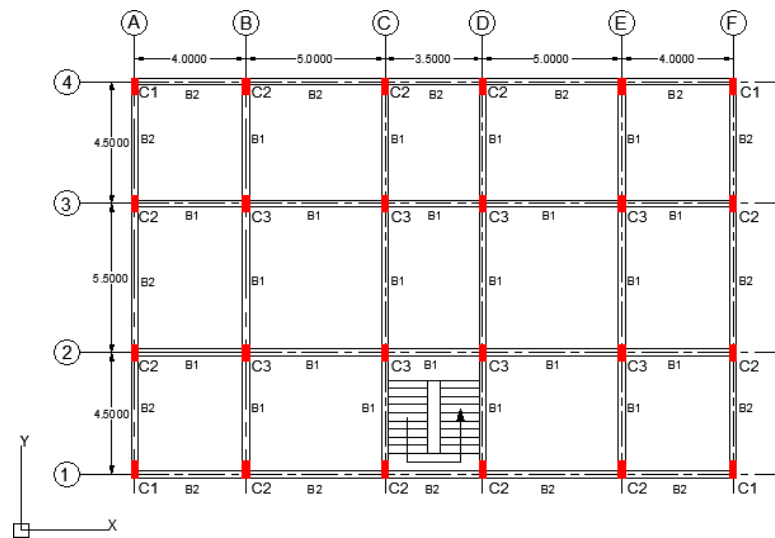 A B C D E F
4.0000 5.0000 3.5000 5.0000 4.0000
4
C1 B2 C2 B2 C2 B2 C2 B2 C2 B2 C1
4.5000 B2 B1 B1 B1 B1 B2
3
C2 B1 C3 B1 C3 B1 C3 B1 C3 B1 C2
5.5000 B2 B1 B1 B1 B1 B2
2
C2 B1 C3 B1 C3 B1 C3 B1 C3 B1 C2
4.5000 B2 B1 B1 B1 B1 B2
Y
1
C1 B2 C2 B2 C2 B2 C2 B2 C2 B2 C1
X